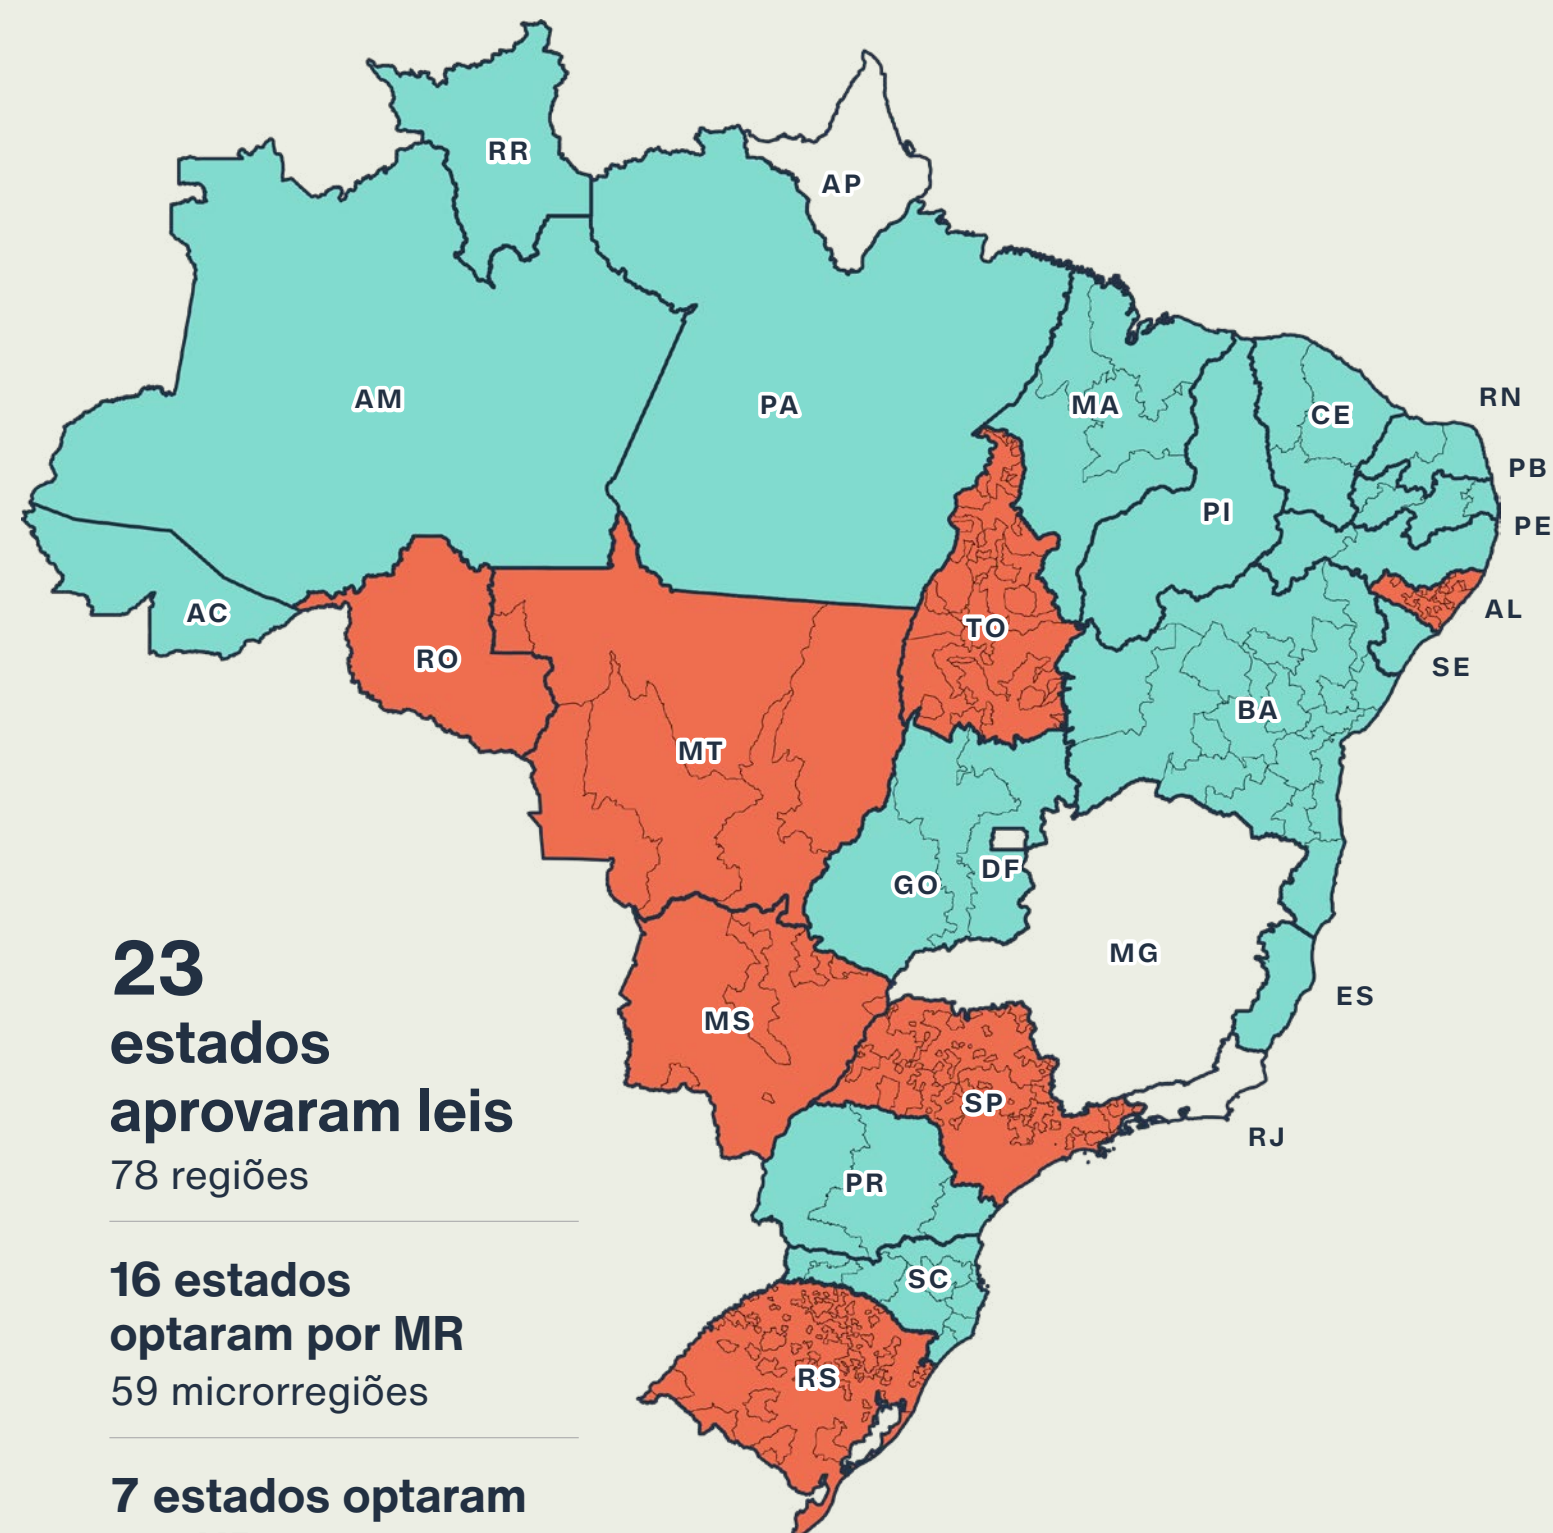 RR
AP
AM
PA
MA
CE
RN
PB
PI
PE
AC
RO
TO
AL
SE
MT
BA
GO
DF
MG
ES
MS
SP
RJ
PR
SC
RS
23
estados
aprovaram leis
78 regiões
16 estados
optaram por MR
59 microrregiões
7 estados optaram